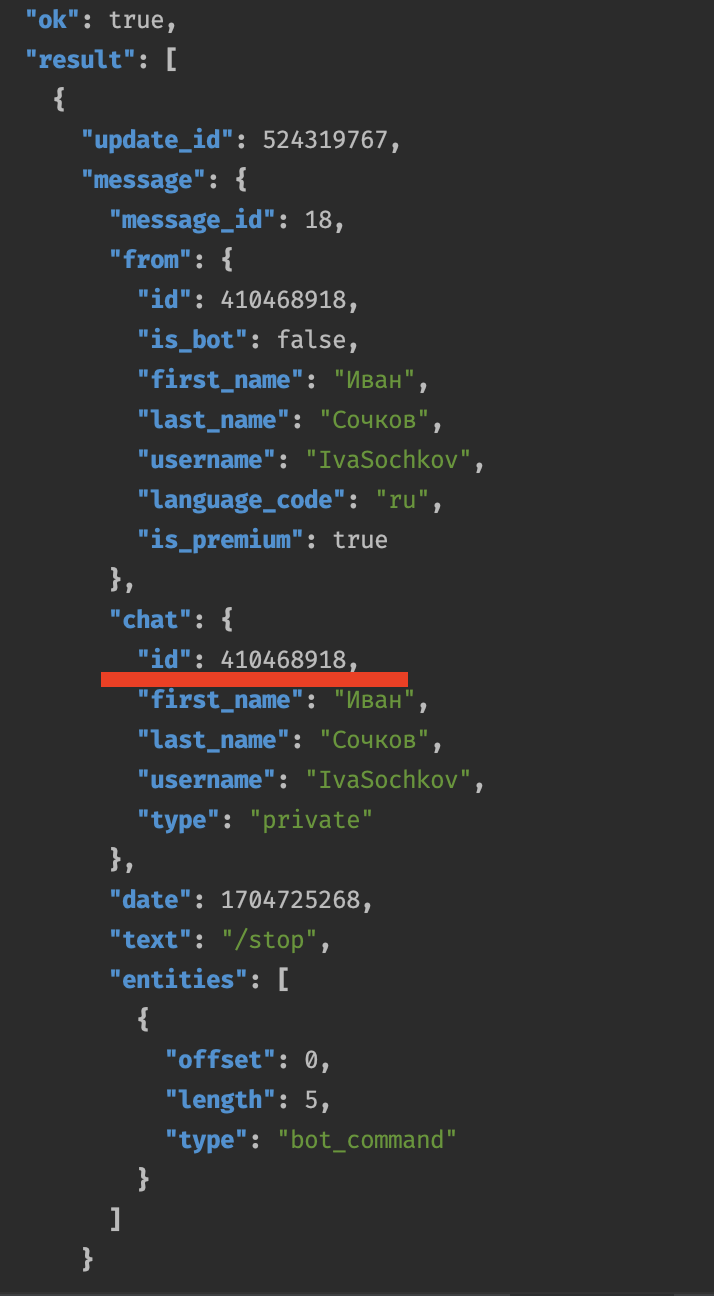 "ok": true,
"result": [
{
"update_id": 524319767,
"message": {
"message_id": 18,
"from": {
"id": 410468918,
"is_bot": false,
"first_name": "Иван",
"last_name": "Сочков",
"username": "IvaSochkov",
"language_code": "ru",
"is_premium": true
},
"chat": {
"id": 410468918,
"first_name": "Иван",
"last_name": "Сочков",
"username": "IvaSochkov",
"type": "private"
},
"date": 1704725268,
"text": "/stop",
"entities": [
{
"offset": 0,
"length": 5,
"type": "bot_command"
}
]
}